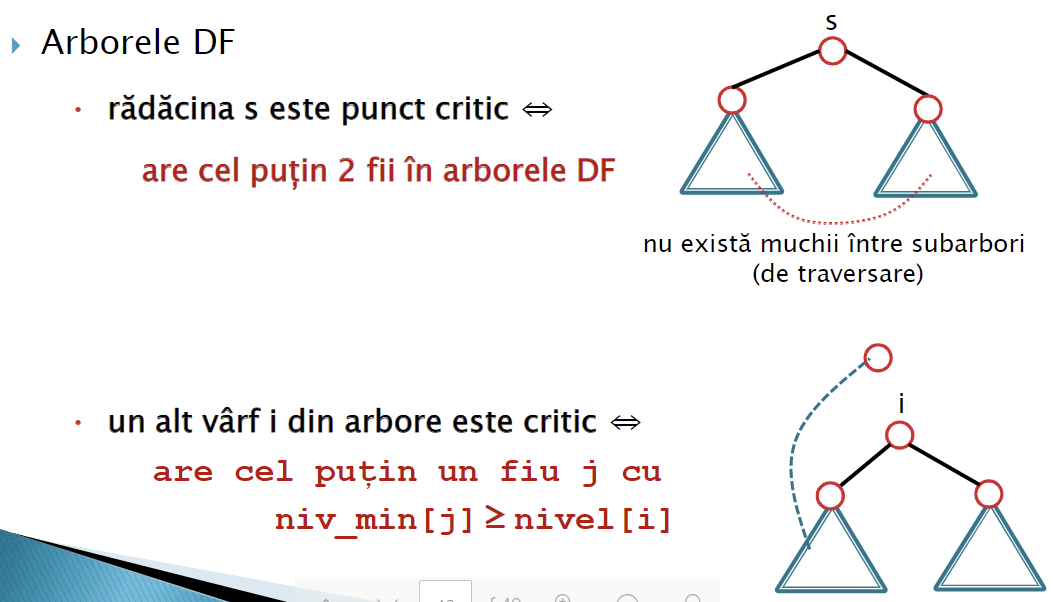 Arborele DF
s
rădăcina s este punct critic ⇔
are cel puțin 2 fii în arborele DF
nu există muchii între subarbori
(de traversare)
i
un alt vârf i din arbore este critic ⇔
are cel puțin un fiu j cu
niv_min[j]≥nivel[i]